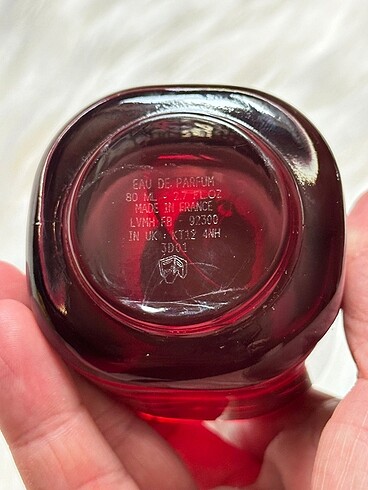 EAU DE PARFUM
80 ML - 2.7 FL.OZ
MADE IN FRANCE
LVMH FB - 92300
IN UK : KT12 4NH
3D01